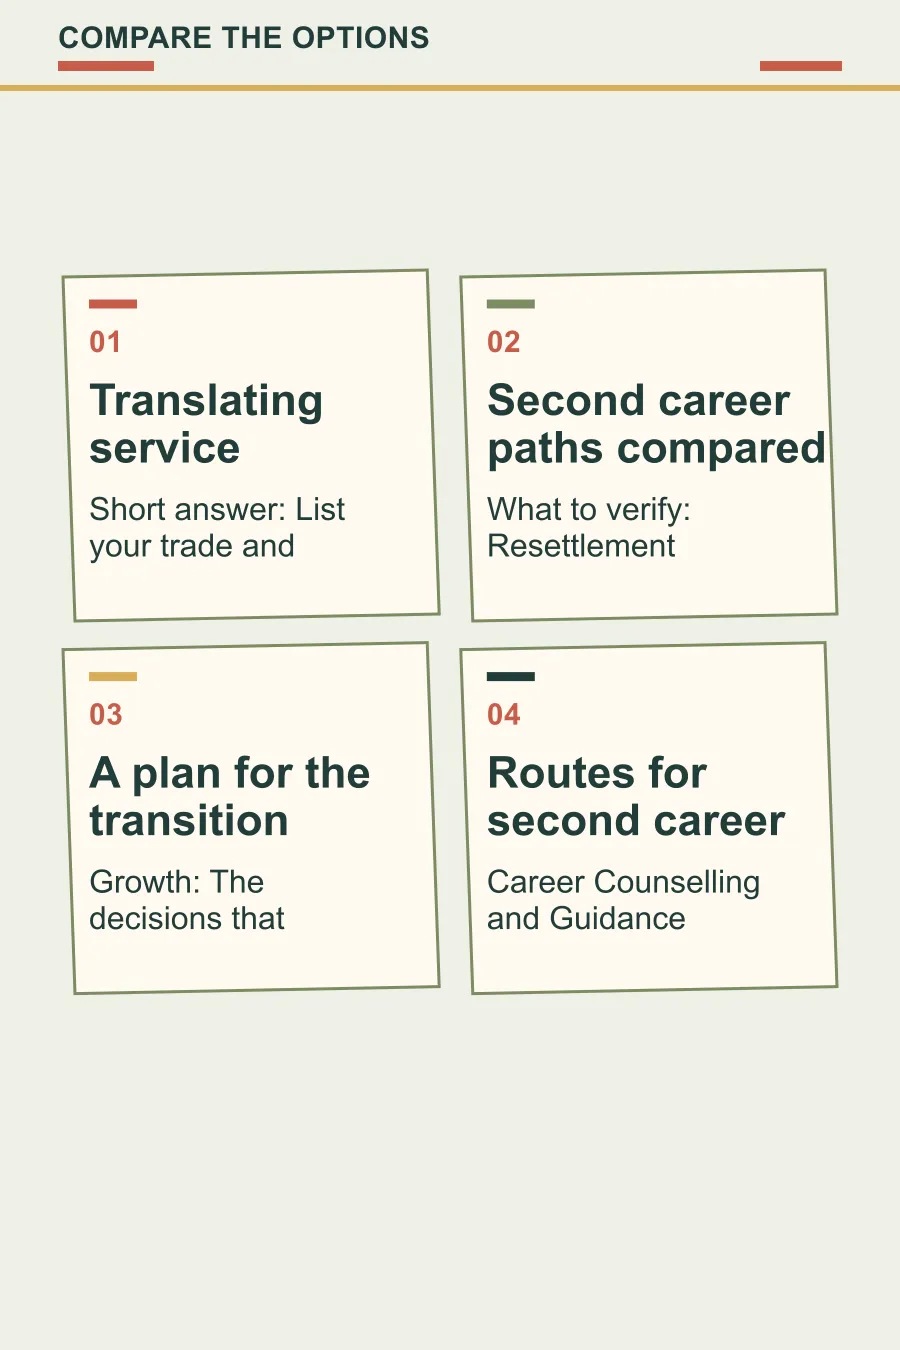 COMPARE THE OPTIONS
01
Translating
service
Short answer: List
your trade and
02
Second career
paths compared
What to verify:
Resettlement
03
A plan for the
transition
Growth: The
decisions that
04
Routes for
second career
Career Counselling
and Guidance